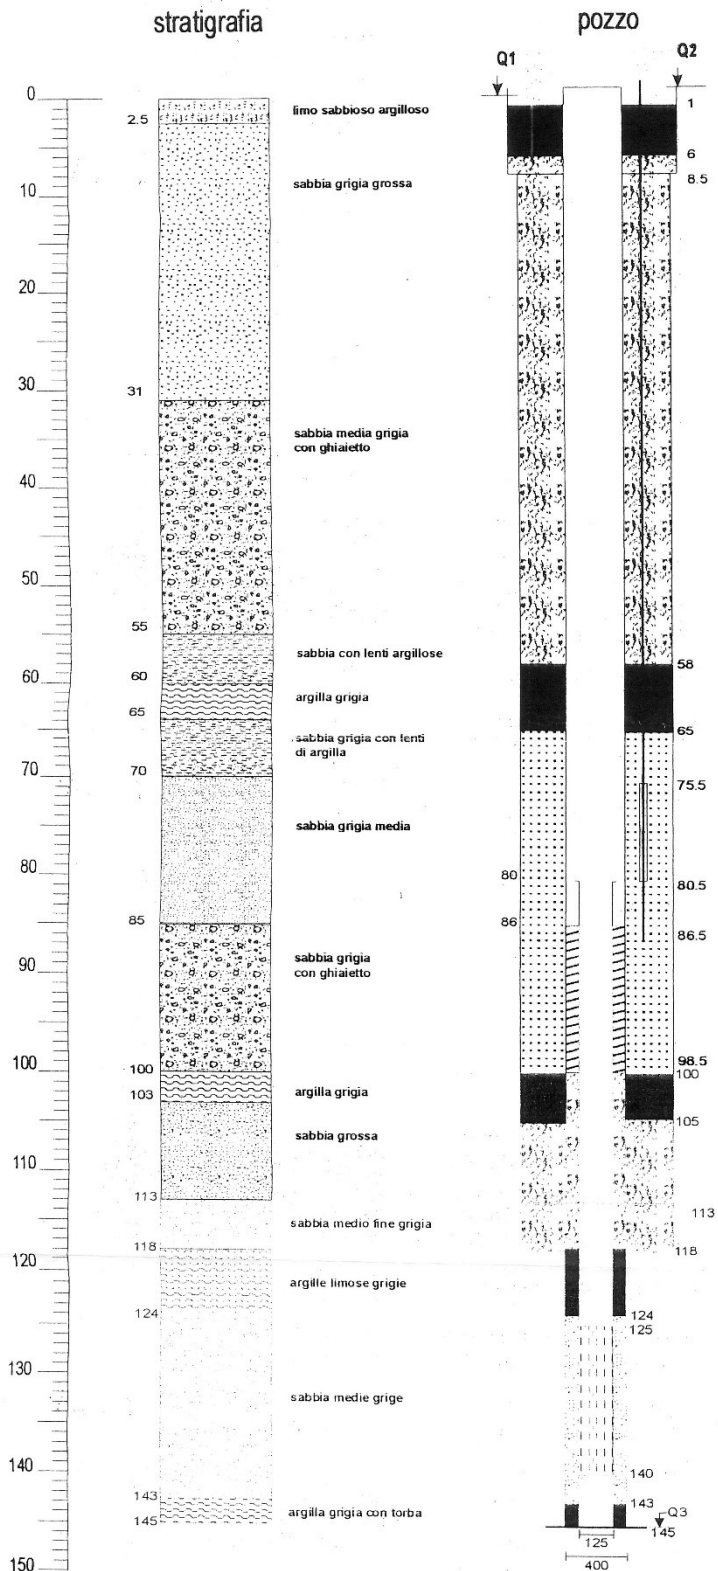 stratigrafia
pozzo
Q1
Q2
0
limo sabbioso argilloso
1
2.5
6
8.5
sabbia grigia grossa
10
20
30
31
sabbia media grigia
con ghiaietto
40
50
55
sabbia con lenti argillose
58
60
60
argilla grigia
65
65
sabbia grigia con lenti
di argilla
70
70
75.5
sabbia grigia media
80
80
80.5
85
86
86.5
sabbia grigia
con ghiaietto
90
98.5
100
100
100
103
argilla grigia
105
sabbia grossa
110
113
113
sabbia medio fine grigia
118
118
120
argille limose grigie
124
124
125
130
sabbia medie grige
140
140
143
143
argilla grigia con torba
Q3
145
145
125
400
150